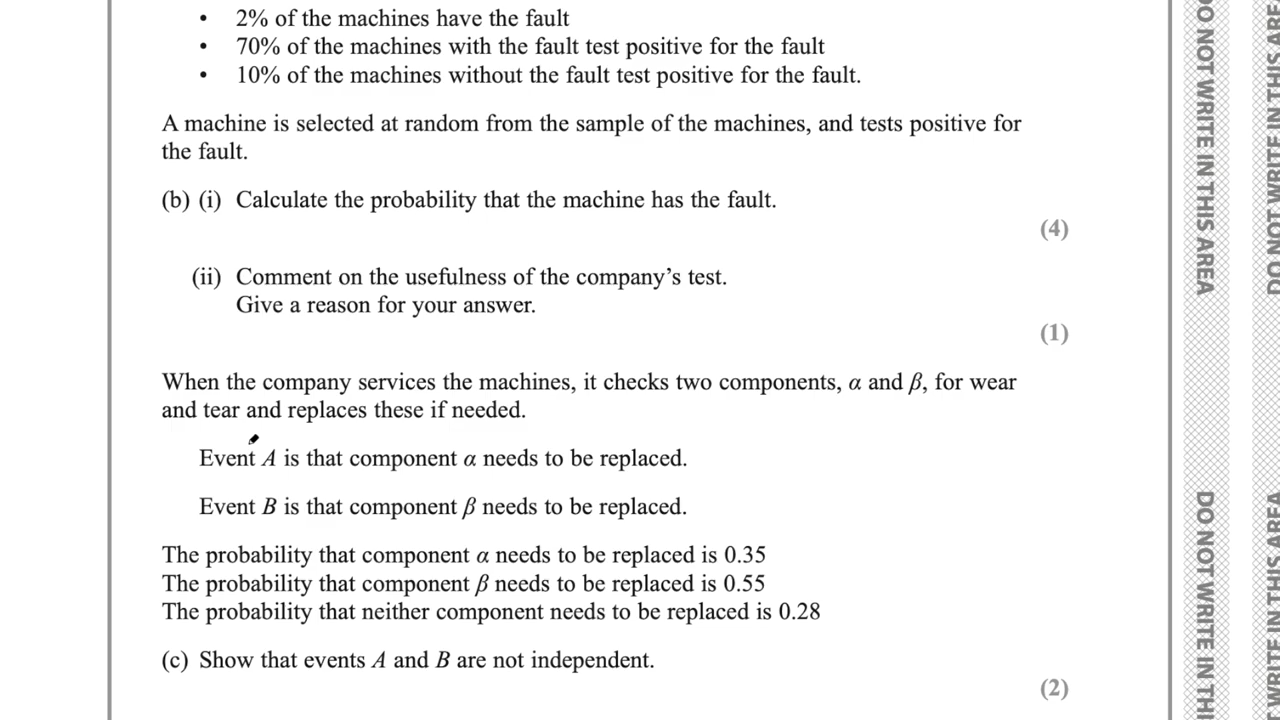 • 2% of the machines have the fault
• 70% of the machines with the fault test positive for the fault
• 10% of the machines without the fault test positive for the fault.
A machine is selected at random from the sample of the machines, and tests positive for
the fault.
(b) (i) Calculate the probability that the machine has the fault.
(4)
(ii) Comment on the usefulness of the company’s test.
Give a reason for your answer.
(1)
When the company services the machines, it checks two components, α and β, for wear
and tear and replaces these if needed.
Event A is that component α needs to be replaced.
Event B is that component β needs to be replaced.
The probability that component α needs to be replaced is 0.35
The probability that component β needs to be replaced is 0.55
The probability that neither component needs to be replaced is 0.28
(c) Show that events A and B are not independent.
(2)
DO NOT WRITE IN THIS AREA
DO NOT WRITE IN TH
DO NOT WRITE IN THIS ARE
T WRITE IN THIS AREA